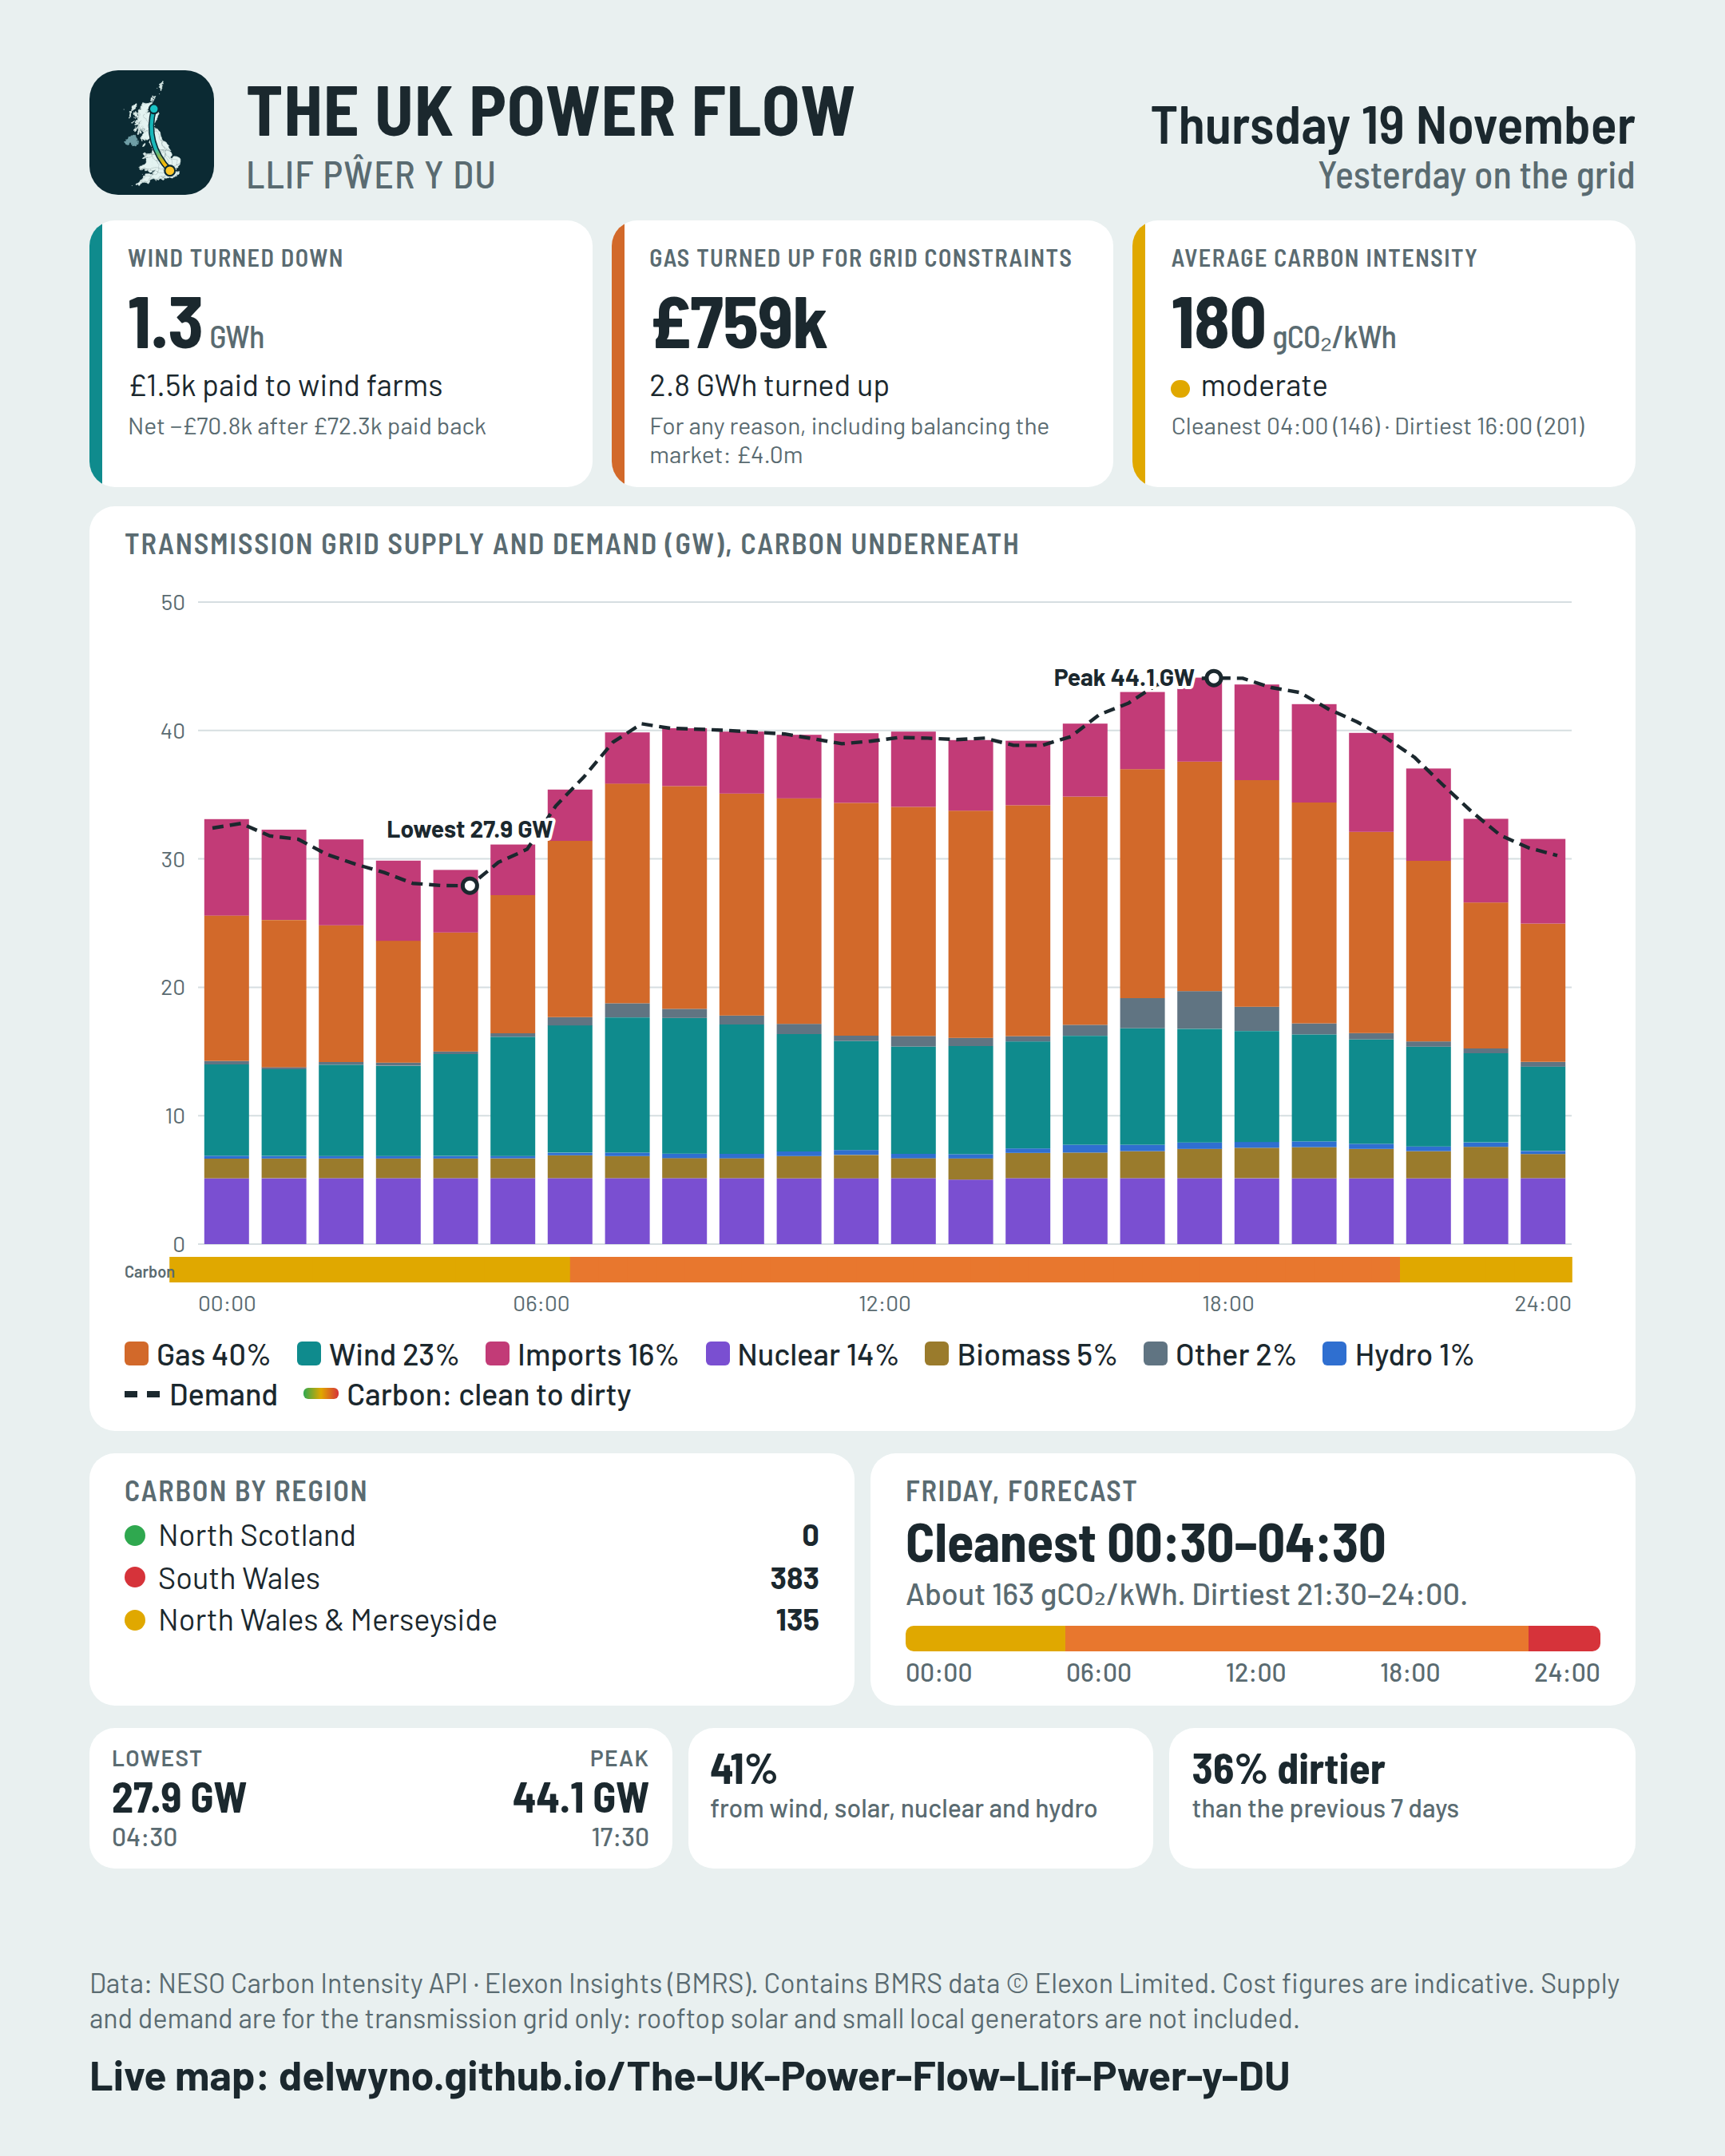 THE UK POWER FLOW
LLIF PŴER Y DU
Thursday 19 November
Yesterday on the grid
WIND TURNED DOWN
1.3 GWh
£1.5k paid to wind farms
Net −£70.8k after £72.3k paid back
GAS TURNED UP FOR GRID CONSTRAINTS
£759k
2.8 GWh turned up
For any reason, including balancing the
market: £4.0m
AVERAGE CARBON INTENSITY
180 gCO₂/kWh
moderate
Cleanest 04:00 (146) · Dirtiest 16:00 (201)
TRANSMISSION GRID SUPPLY AND DEMAND (GW), CARBON UNDERNEATH
50
Peak 44.1 GW
40
Lowest 27.9 GW
30
20
10
0
Carbon
00:00 06:00 12:00 18:00 24:00
Gas 40% Wind 23% Imports 16% Nuclear 14% Biomass 5% Other 2% Hydro 1%
Demand Carbon: clean to dirty
CARBON BY REGION
North Scotland 0
South Wales 383
North Wales & Merseyside 135
FRIDAY, FORECAST
Cleanest 00:30–04:30
About 163 gCO₂/kWh. Dirtiest 21:30–24:00.
00:00 06:00 12:00 18:00 24:00
LOWEST PEAK
27.9 GW 44.1 GW
04:30 17:30
41%
from wind, solar, nuclear and hydro
36% dirtier
than the previous 7 days
Data: NESO Carbon Intensity API · Elexon Insights (BMRS). Contains BMRS data © Elexon Limited. Cost figures are indicative. Supply
and demand are for the transmission grid only: rooftop solar and small local generators are not included.
Live map: delwyno.github.io/The-UK-Power-Flow-Llif-Pwer-y-DU